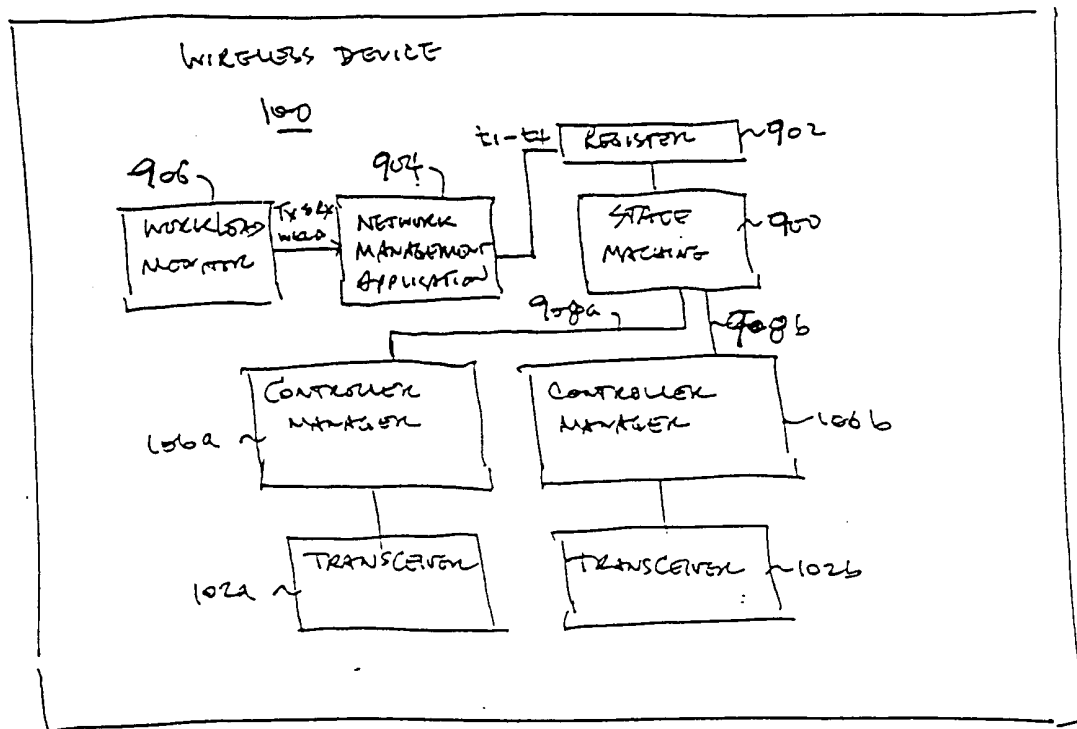 WIRELESS DEVICE
100
t1-t4
REGISTER
902
906
904
WORKLOAD
MONITOR
TX & RX
NETWORK
MANAGEMENT
APPLICATION
STATE
MACHINE
900
908a
908b
CONTROLLER
MANAGER
106a
CONTROLLER
MANAGER
106b
TRANSCEIVER
102a
TRANSCEIVER
102b